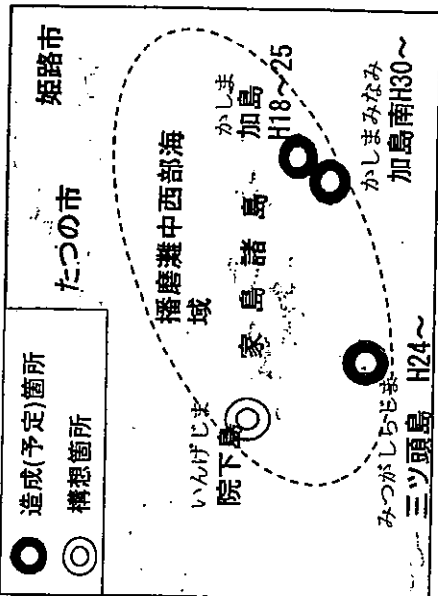 造成(予定)箇所
構想箇所
姫路市
たつの市
播磨灘中西部海
域
家島諸島
かしま
加島
H18～25
かしまみなみ
加島南H30～
いんげじま
院下島
みつがしらじま
三ツ頭島 H24～